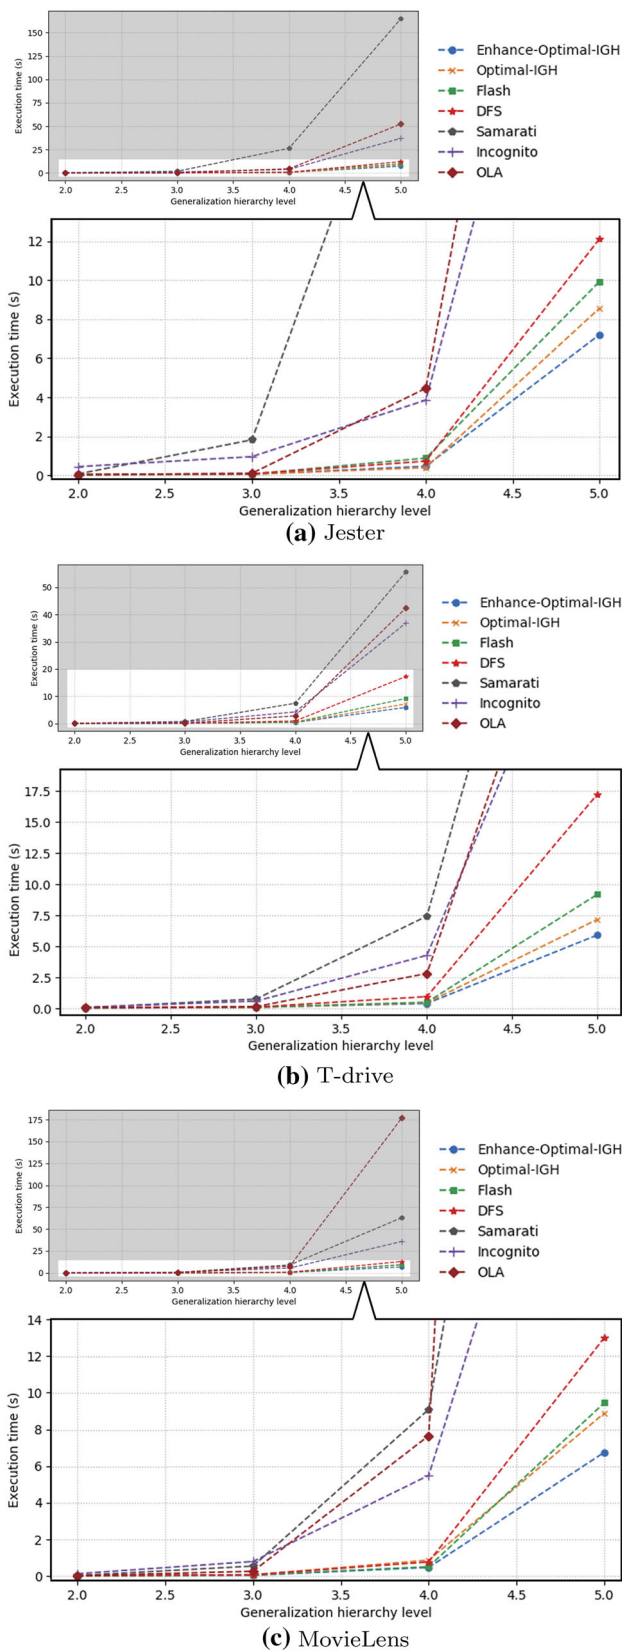 Execution time (s)
150
125
100
75
50
25
0
2.0 2.5 3.0 3.5 4.0 4.5 5.0
Generalization hierarchy level
Enhance-Optimal-IGH
Optimal-IGH
Flash
DFS
Samarati
Incognito
OLA
Execution time (s)
12
10
8
6
4
2
0
2.0 2.5 3.0 3.5 4.0 4.5 5.0
Generalization hierarchy level
(a) Jester
Execution time (s)
50
40
30
20
10
0
2.0 2.5 3.0 3.5 4.0 4.5 5.0
Generalization hierarchy level
Enhance-Optimal-IGH
Optimal-IGH
Flash
DFS
Samarati
Incognito
OLA
Execution time (s)
17.5
15.0
12.5
10.0
7.5
5.0
2.5
0.0
2.0 2.5 3.0 3.5 4.0 4.5 5.0
Generalization hierarchy level
(b) T-drive
Execution time (s)
175
150
125
100
75
50
25
0
2.0 2.5 3.0 3.5 4.0 4.5 5.0
Generalization hierarchy level
Enhance-Optimal-IGH
Optimal-IGH
Flash
DFS
Samarati
Incognito
OLA
Execution time (s)
14
12
10
8
6
4
2
0
2.0 2.5 3.0 3.5 4.0 4.5 5.0
Generalization hierarchy level
(c) MovieLens